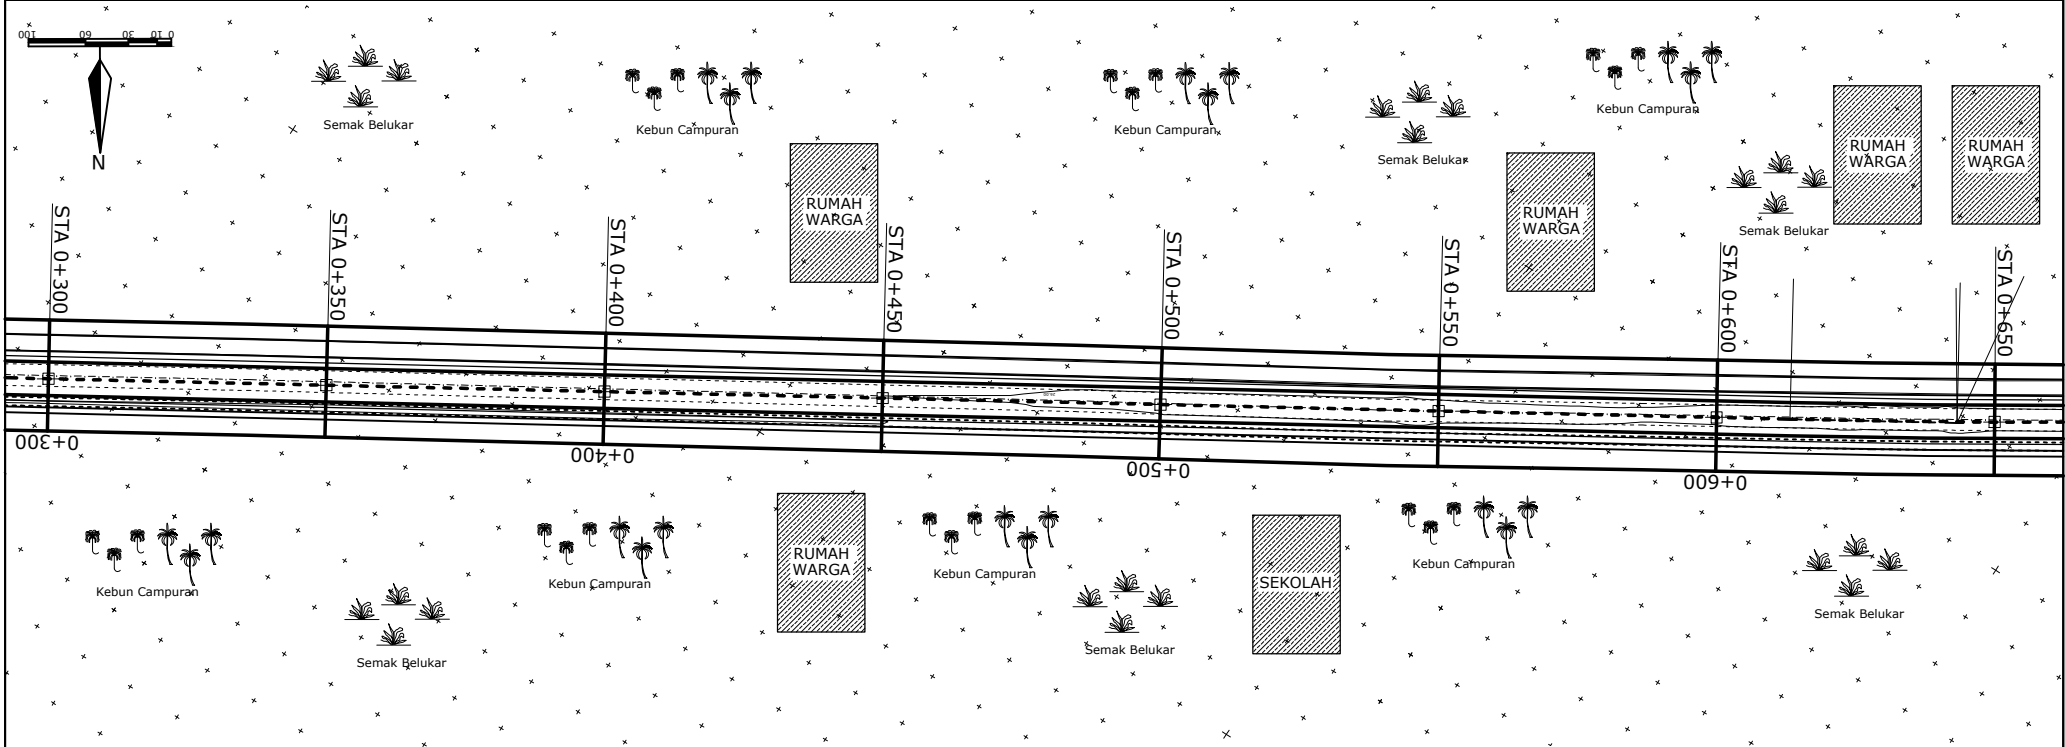 100 60 30 10 0
N
Semak Belukar
Kebun Campuran
Kebun Campuran
Semak Belukar
Kebun Campuran
Semak Belukar
RUMAH
WARGA
RUMAH
WARGA
RUMAH
WARGA
RUMAH
WARGA
STA 0+300
STA 0+350
STA 0+400
STA 0+450
STA 0+500
STA 0+550
STA 0+600
STA 0+650
0+300
0+400
0+500
0+600
Kebun Campuran
Semak Belukar
Kebun Campuran
RUMAH
WARGA
Kebun Campuran
Semak Belukar
SEKOLAH
Kebun Campuran
Semak Belukar